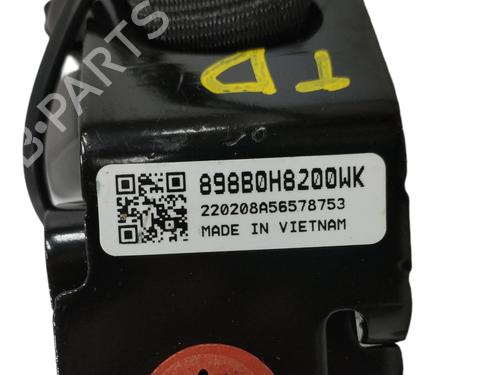 TD
898B0H8200WK
220208A56578753
MADE IN VIETNAM
B-PARTS